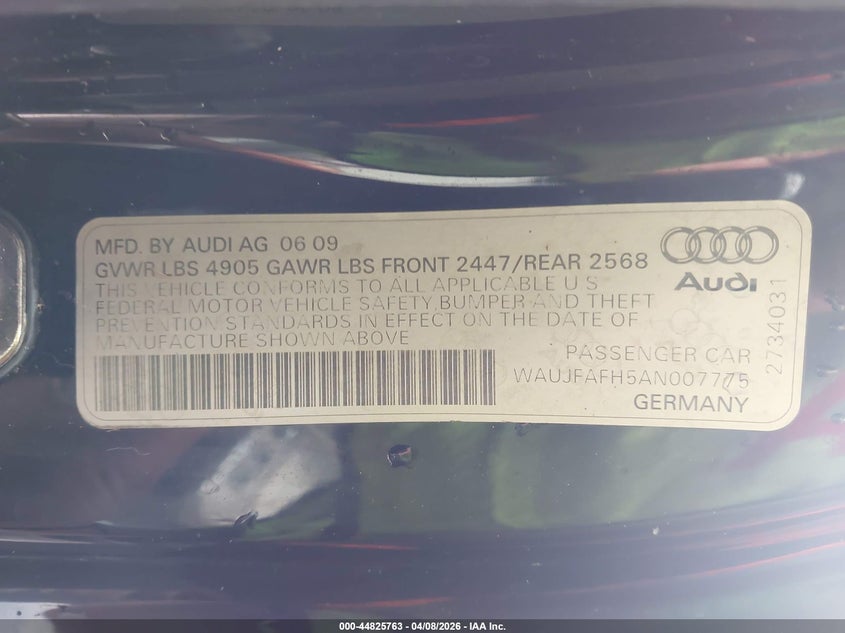 MFD. BY AUDI AG 06 09
GVWR LBS 4905 GAWR LBS FRONT 2447/REAR 2568
THIS VEHICLE CONFORMS TO ALL APPLICABLE U S
FEDERAL MOTOR VEHICLE SAFETY, BUMPER AND THEFT
PREVENTION STANDARDS IN EFFECT ON THE DATE OF
MANUFACTURE SHOWN ABOVE
PASSENGER CAR
WAUJFAFH5AN007775
GERMANY
Audi
2734031
000-44825763 - 04/08/2026 - IAA Inc.